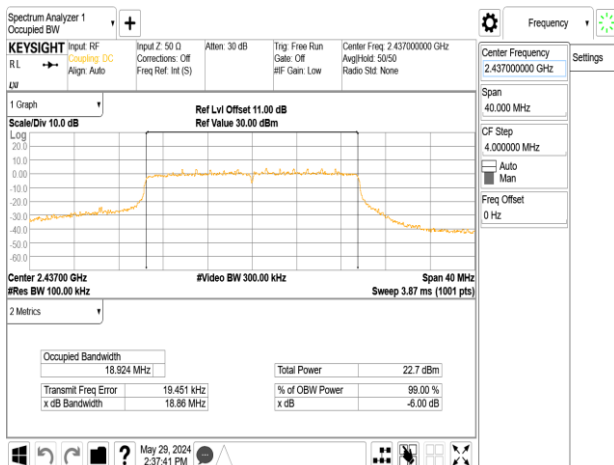 Spectrum Analyzer 1
Occupied BW
+
Frequency
KEYSIGHT
RL
LXI
Input: RF
Coupling: DC
Align: Auto
Input Z: 50 Ω
Corrections: Off
Freq Ref: Int (S)
Atten: 30 dB
Trig: Free Run
Gate: Off
#IF Gain: Low
Center Freq: 2.437000000 GHz
Avg|Hold: 50/50
Radio Std: None
Center Frequency
2.437000000 GHz
Settings
Span
40.000 MHz
CF Step
4.000000 MHz
Auto
Man
Freq Offset
0 Hz
1 Graph
Scale/Div 10.0 dB
Ref Lvl Offset 11.00 dB
Ref Value 30.00 dBm
Log
20.0
10.0
0.00
-10.0
-20.0
-30.0
-40.0
-50.0
-60.0
Center 2.43700 GHz
#Res BW 100.00 kHz
#Video BW 300.00 kHz
Span 40 MHz
Sweep 3.87 ms (1001 pts)
2 Metrics
Occupied Bandwidth
18.924 MHz
Transmit Freq Error 19.451 kHz
x dB Bandwidth 18.86 MHz
Total Power 22.7 dBm
% of OBW Power 99.00 %
x dB -6.00 dB
?
May 29, 2024
2:37:41 PM